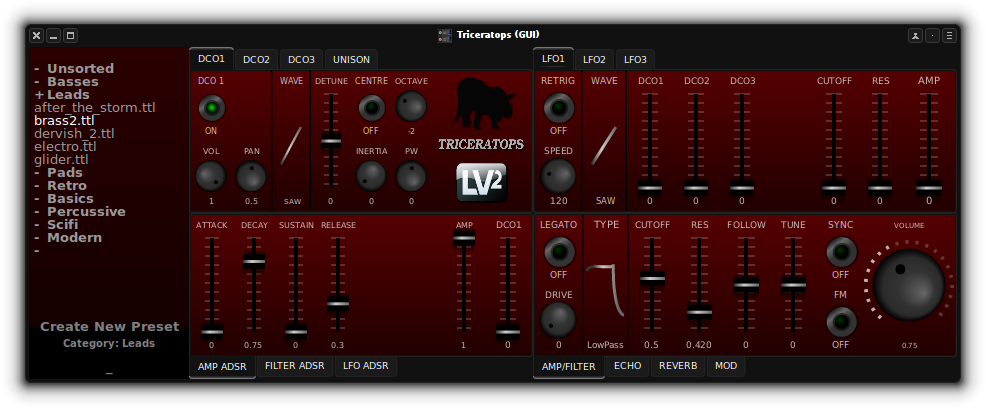 Triceratops (GUI)
- Unsorted
- Basses
+ Leads
after_the_storm.ttl
brass2.ttl
dervish_2.ttl
electro.ttl
glider.ttl
- Pads
- Retro
- Basics
- Percussive
- Scifi
- Modern
-
Create New Preset
Category: Leads
_
DCO1 DCO2 DCO3 UNISON
DCO 1 WAVE DETUNE CENTRE OCTAVE
ON OFF -2
VOL PAN INERTIA PW
1 0.5 SAW 0 0 0
TRICERATOPS
LV2
LFO1 LFO2 LFO3
RETRIG WAVE DCO1 DCO2 DCO3 CUTOFF RES AMP
OFF
SPEED
120 SAW 0 0 0 0 0 0
ATTACK DECAY SUSTAIN RELEASE AMP DCO1
0 0.75 0 0.3 1 0
AMP ADSR FILTER ADSR LFO ADSR
LEGATO TYPE CUTOFF RES FOLLOW TUNE SYNC VOLUME
OFF OFF
DRIVE FM
0 LowPass 0.5 0.420 0 0 OFF 0.75
AMP/FILTER ECHO REVERB MOD